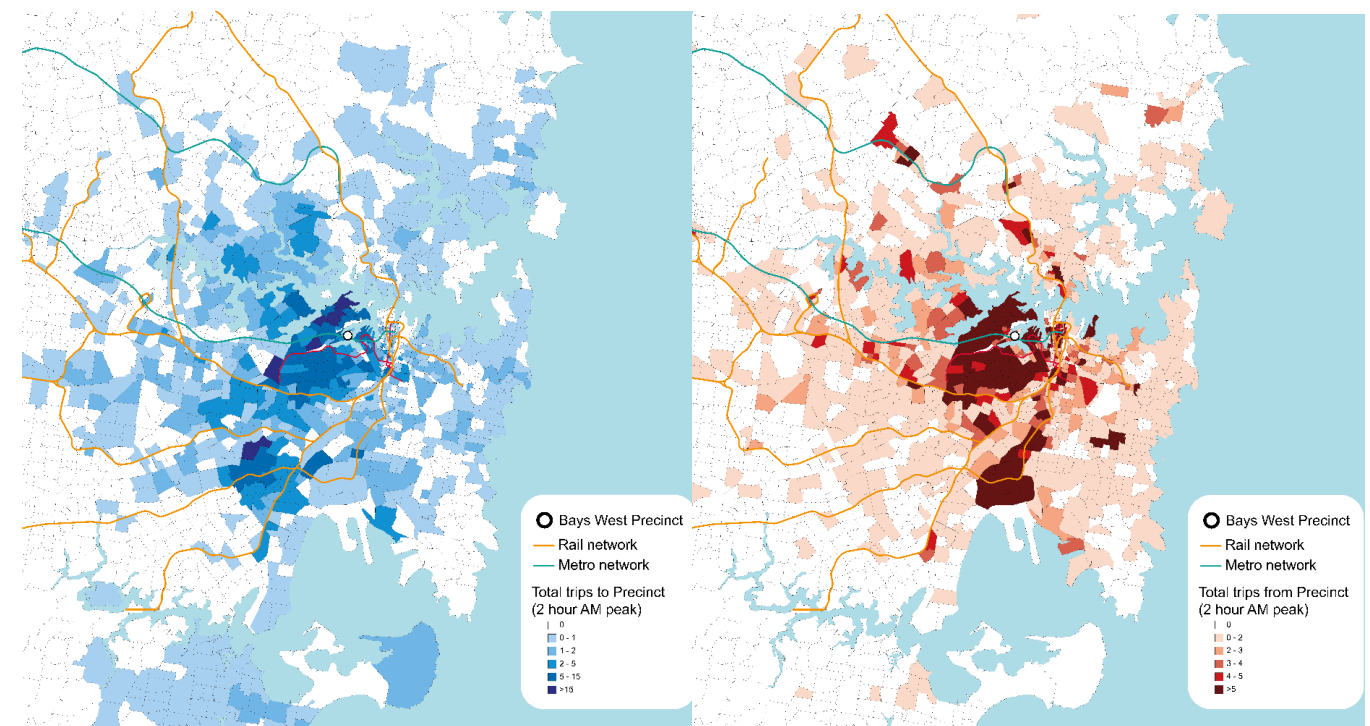 Bays West Precinct
Rail network
Metro network
Total trips to Precinct
(2 hour AM peak)
0
0 - 1
1 - 2
2 - 5
5 - 15
>15
Bays West Precinct
Rail network
Metro network
Total trips from Precinct
(2 hour AM peak)
0
0 - 2
2 - 3
3 - 4
4 - 5
>5